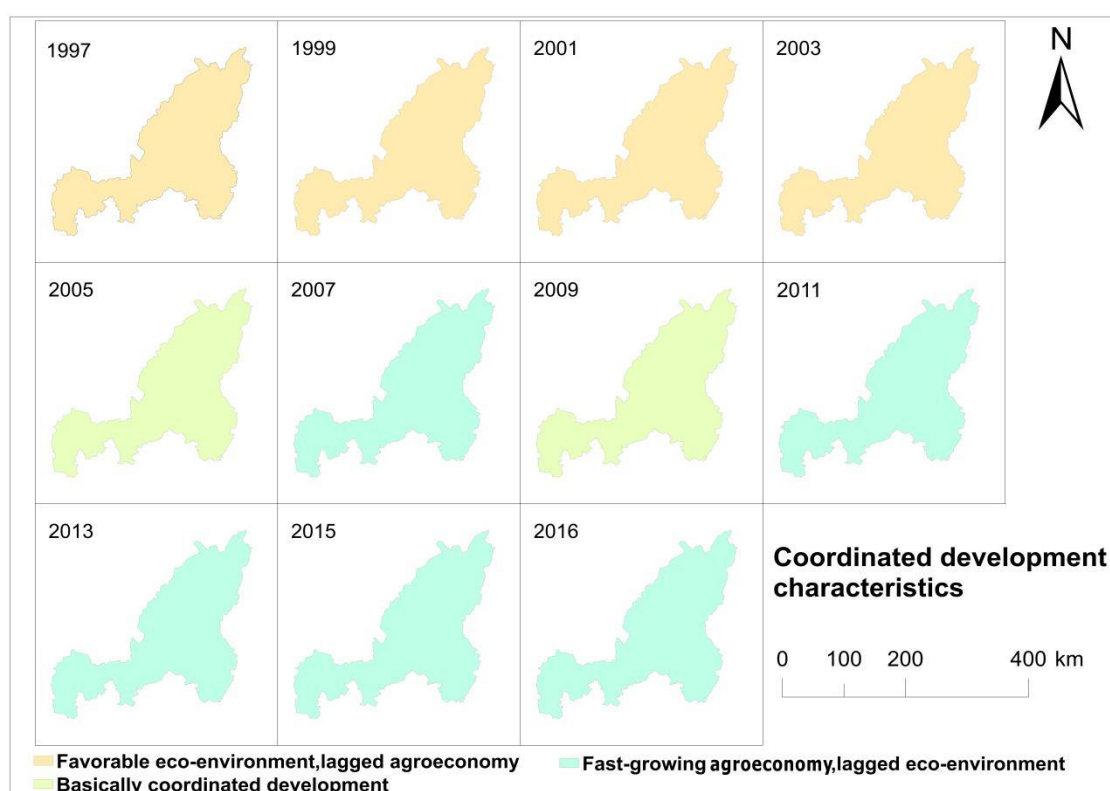 1997
1999
2001
2003
N
2005
2007
2009
2011
2013
2015
2016
Coordinated development
characteristics
0 100 200 400 km
Favorable eco-environment,lagged agroeconomy
Fast-growing agroeconomy,lagged eco-environment
Basically coordinated development